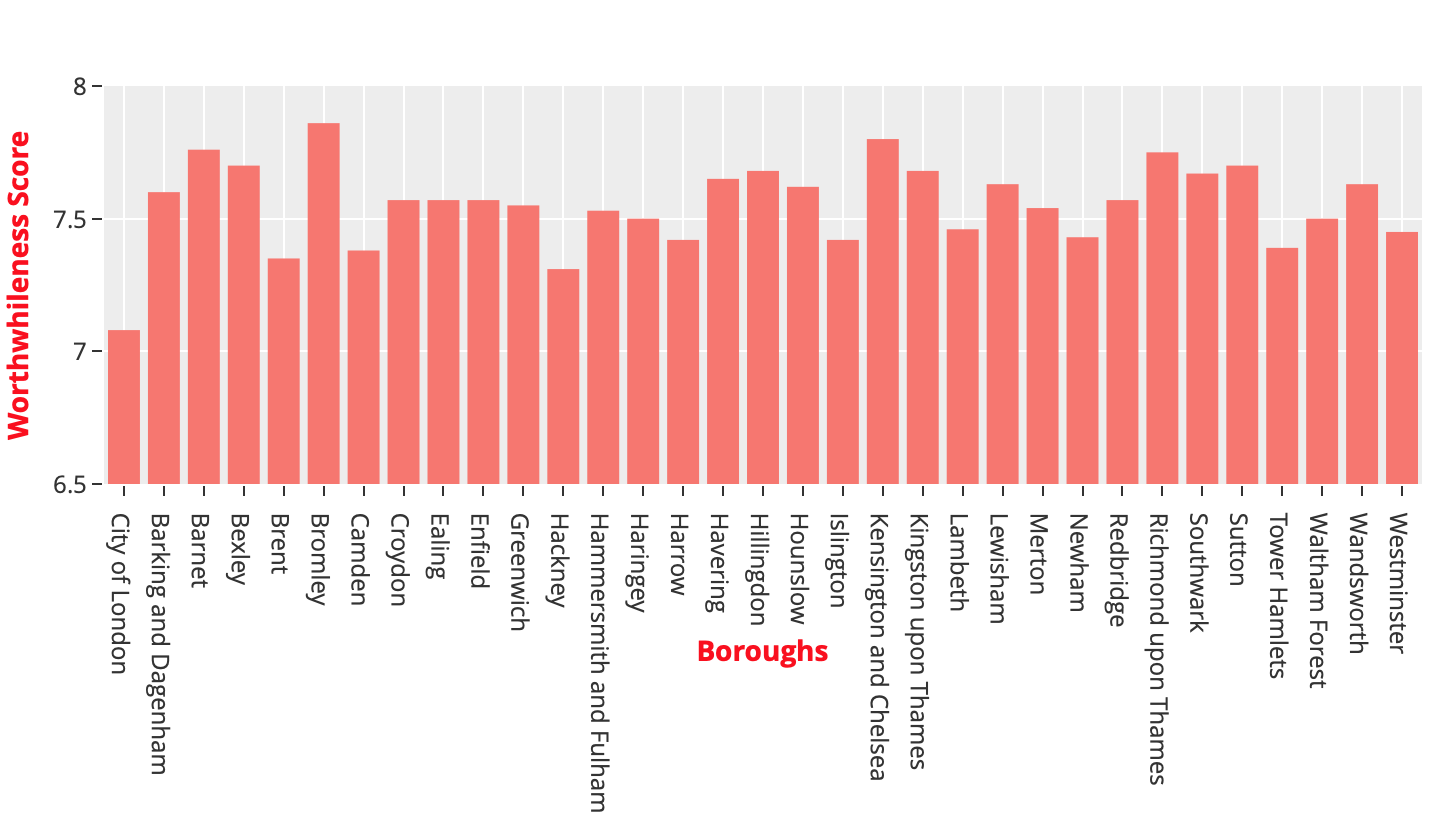 Worthwhileness Score
8
7.5
7
6.5
City of London
Barking and Dagenham
Barnet
Bexley
Brent
Bromley
Camden
Croydon
Ealing
Enfield
Greenwich
Hackney
Hammersmith and Fulham
Haringey
Harrow
Havering
Hillingdon
Hounslow
Islington
Kensington and Chelsea
Kingston upon Thames
Lambeth
Lewisham
Merton
Newham
Redbridge
Richmond upon Thames
Southwark
Sutton
Tower Hamlets
Waltham Forest
Wandsworth
Westminster
Boroughs